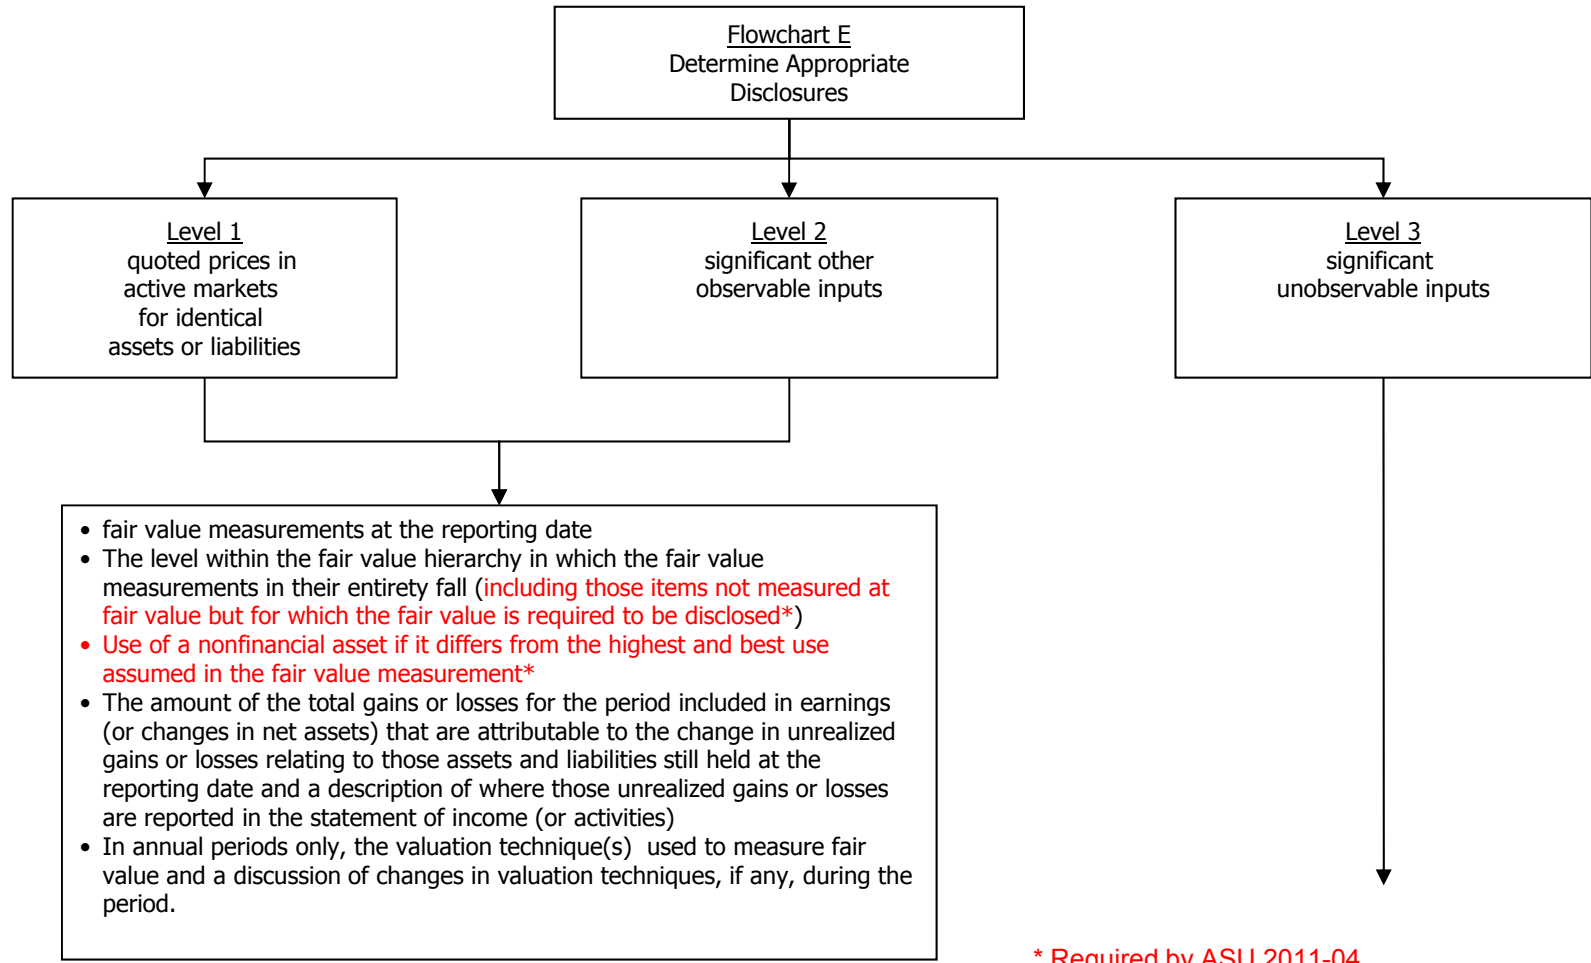 Flowchart E
Determine Appropriate
Disclosures
Level 1
quoted prices in
active markets
for identical
assets or liabilities
Level 2
significant other
observable inputs
Level 3
significant
unobservable inputs
• fair value measurements at the reporting date
• The level within the fair value hierarchy in which the fair value
measurements in their entirety fall (including those items not measured at
fair value but for which the fair value is required to be disclosed*)
• Use of a nonfinancial asset if it differs from the highest and best use
assumed in the fair value measurement*
• The amount of the total gains or losses for the period included in earnings
(or changes in net assets) that are attributable to the change in unrealized
gains or losses relating to those assets and liabilities still held at the
reporting date and a description of where those unrealized gains or losses
are reported in the statement of income (or activities)
• In annual periods only, the valuation technique(s) used to measure fair
value and a discussion of changes in valuation techniques, if any, during the
period.
* Required by ASU 2011-04